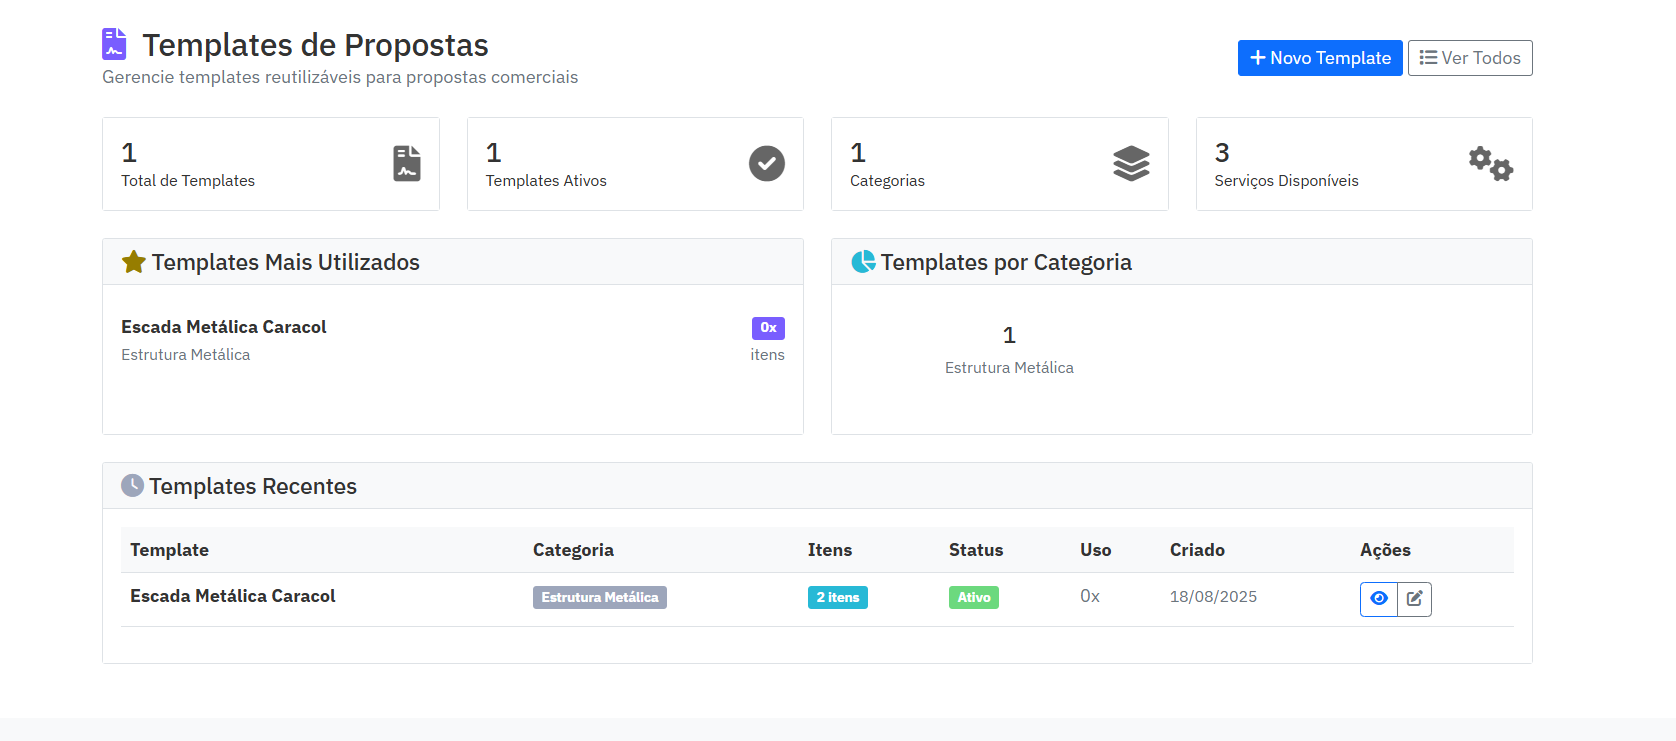 Templates de Propostas
Gerencie templates reutilizáveis para propostas comerciais
Novo Template
Ver Todos
1
Total de Templates
1
Templates Ativos
1
Categorias
3
Serviços Disponíveis
Templates Mais Utilizados
Escada Metálica Caracol
0x
Estrutura Metálica
itens
Templates por Categoria
1
Estrutura Metálica
Templates Recentes
Template Categoria Itens Status Uso Criado Ações
Escada Metálica Caracol Estrutura Metálica 2 itens Ativo 0x 18/08/2025